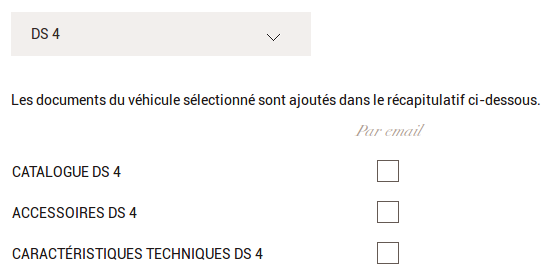 DS 4
Les documents du véhicule sélectionné sont ajoutés dans le récapitulatif ci-dessous.
Par email
CATALOGUE DS 4
ACCESSOIRES DS 4
CARACTÉRISTIQUES TECHNIQUES DS 4